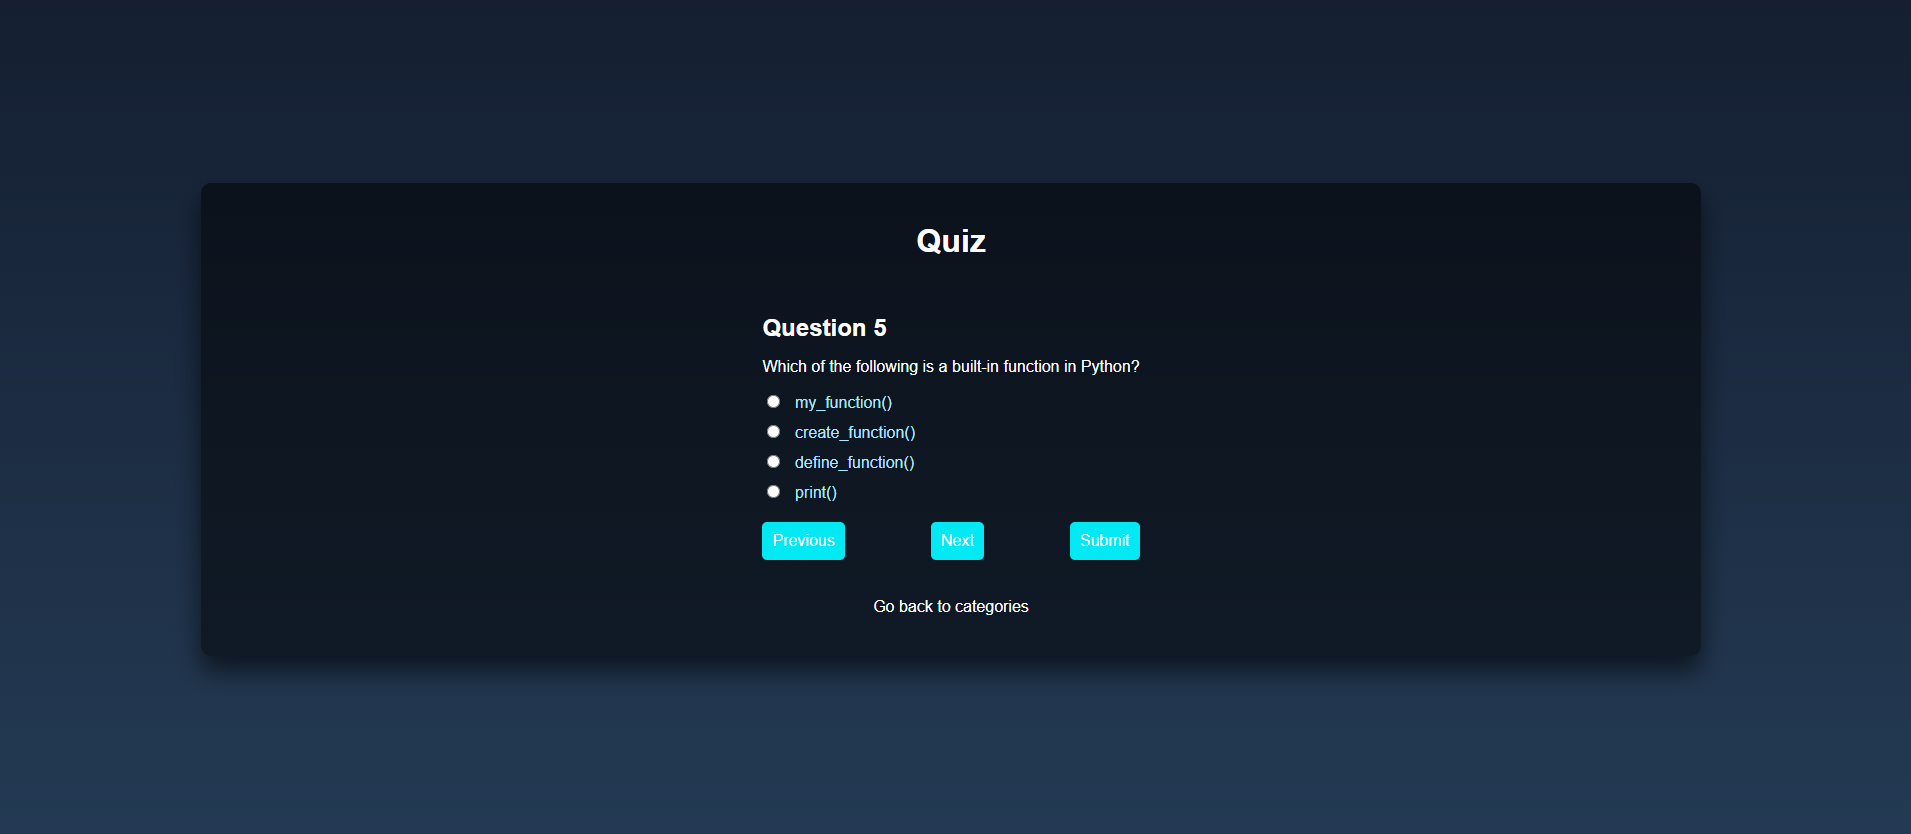 Quiz
Question 5
Which of the following is a built-in function in Python?
my_function()
create_function()
define_function()
print()
Previous Next Submit
Go back to categories